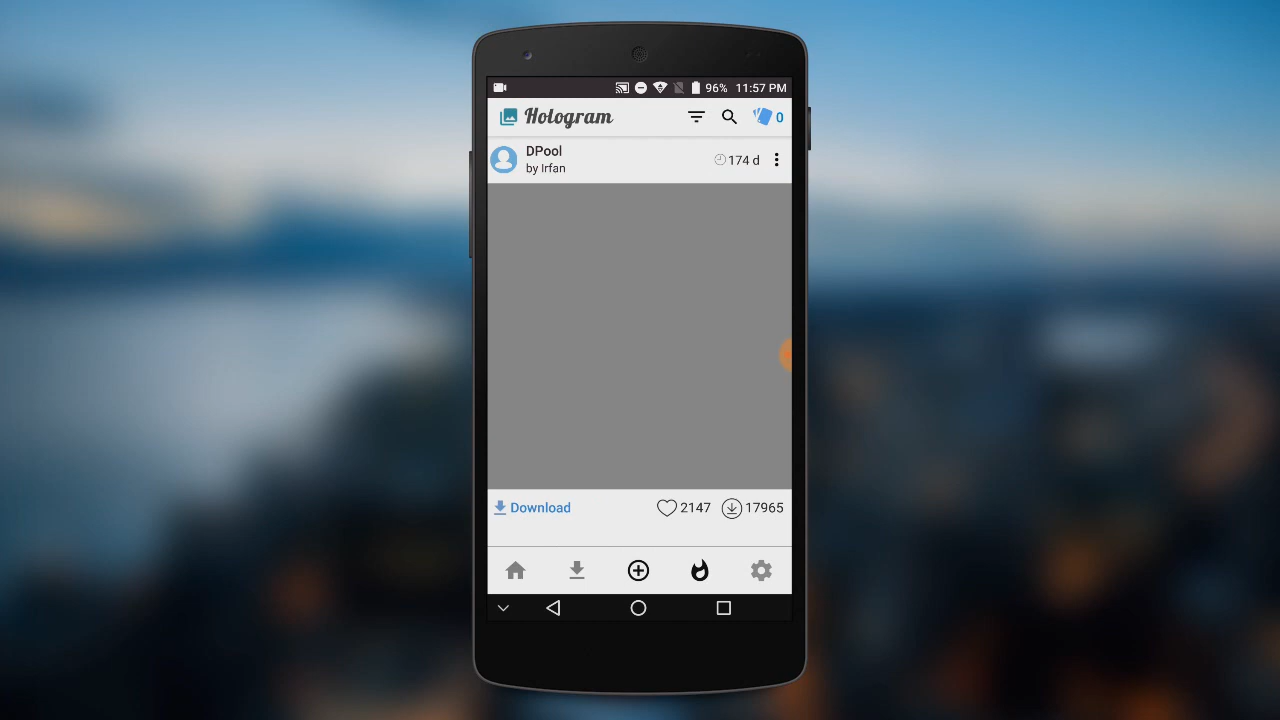 96% 11:57 PM
Hologram 0
DPool
by Irfan
174 d
Download 2147 17965